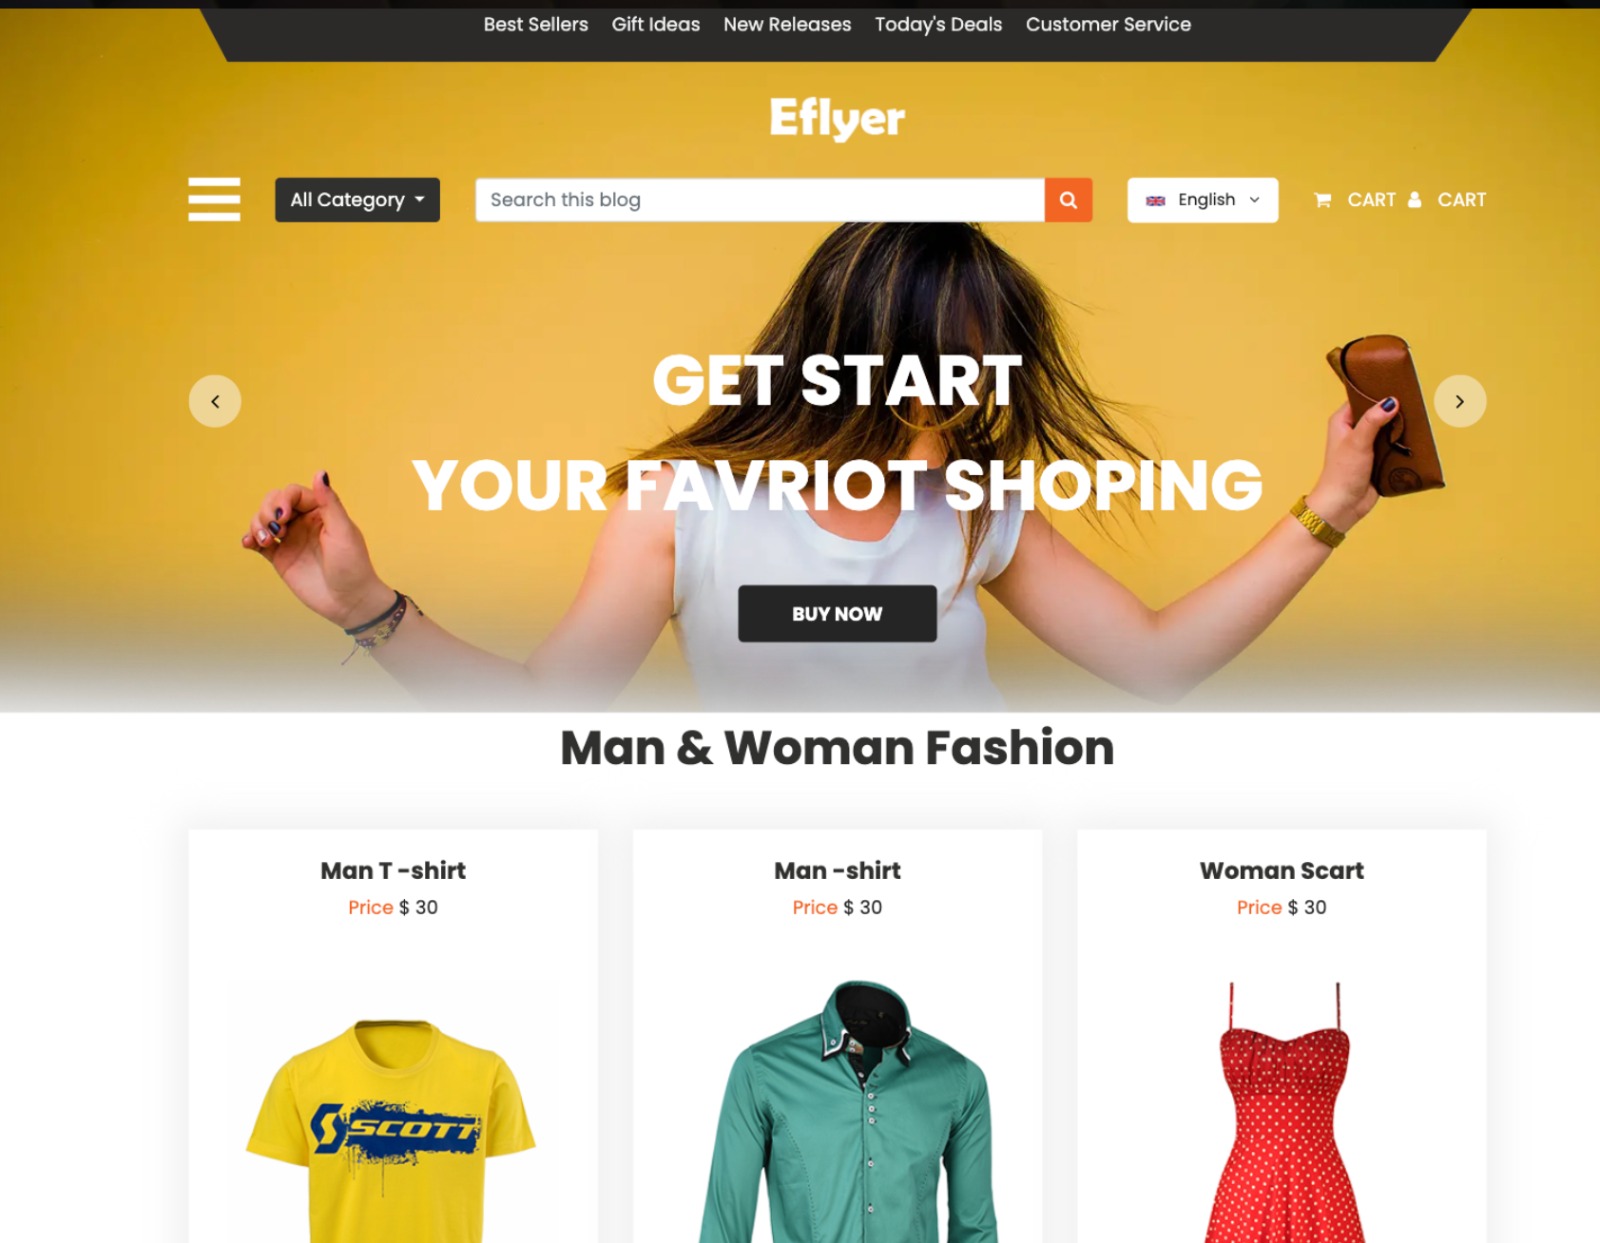 Best Sellers Gift Ideas New Releases Today's Deals Customer Service
Eflyer
All Category Search this blog English CART CART
GET START
YOUR FAVRIOT SHOPING
BUY NOW
Man & Woman Fashion
Man T -shirt Man -shirt Woman Scart
Price $ 30 Price $ 30 Price $ 30
SCOTT